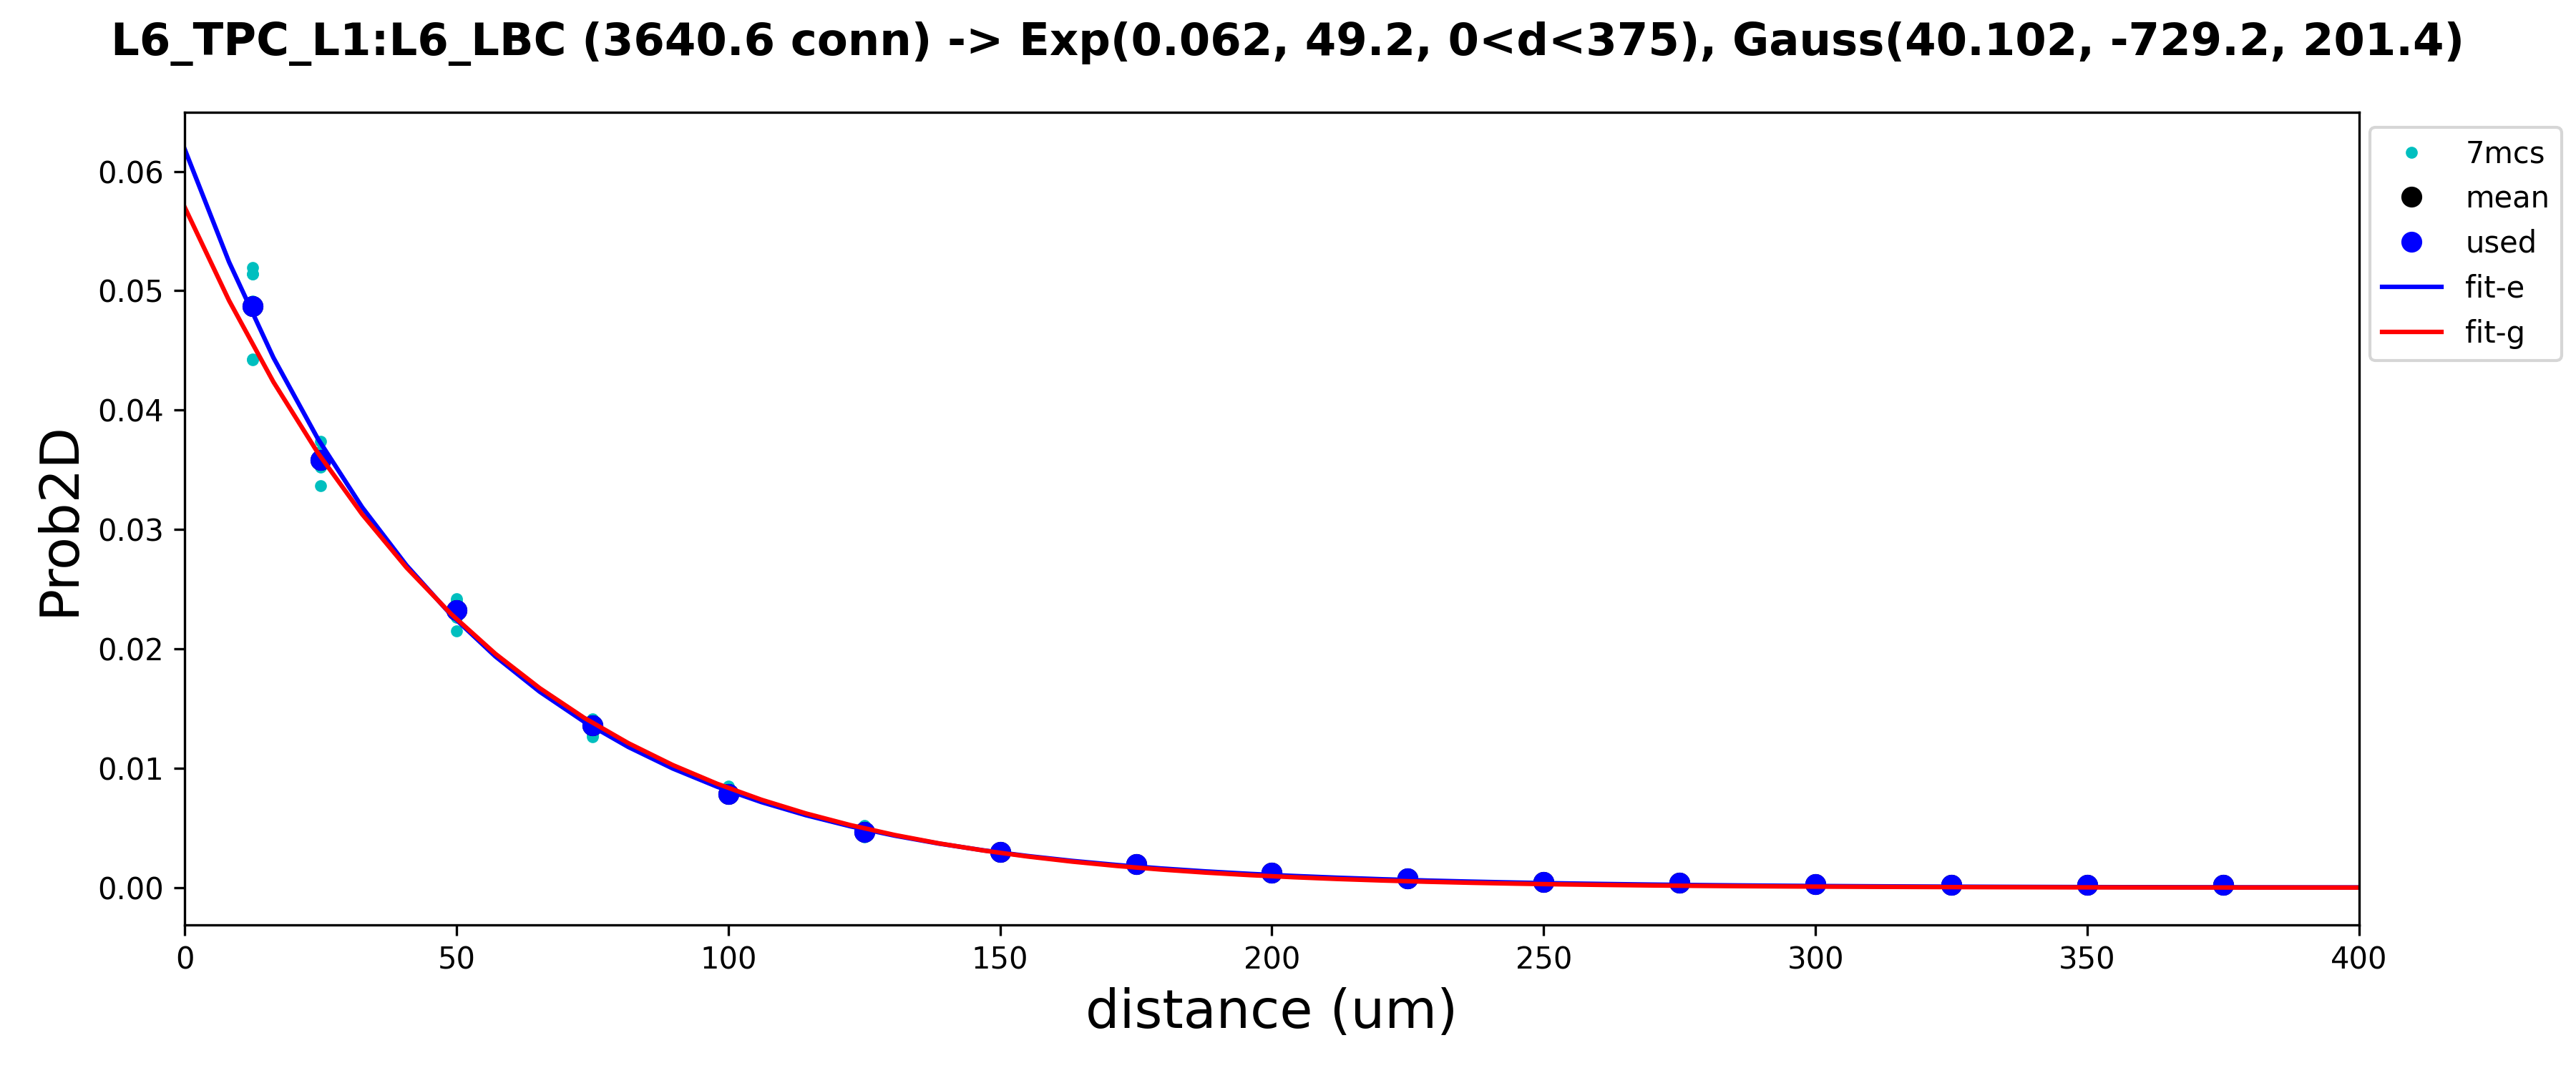 L6_TPC_L1:L6_LBC (3640.6 conn) -> Exp(0.062, 49.2, 0<d<375), Gauss(40.102, -729.2, 201.4)
7mcs
mean
used
fit-e
fit-g
Prob2D
0.06
0.05
0.04
0.03
0.02
0.01
0.00
0 50 100 150 200 250 300 350 400
distance (um)